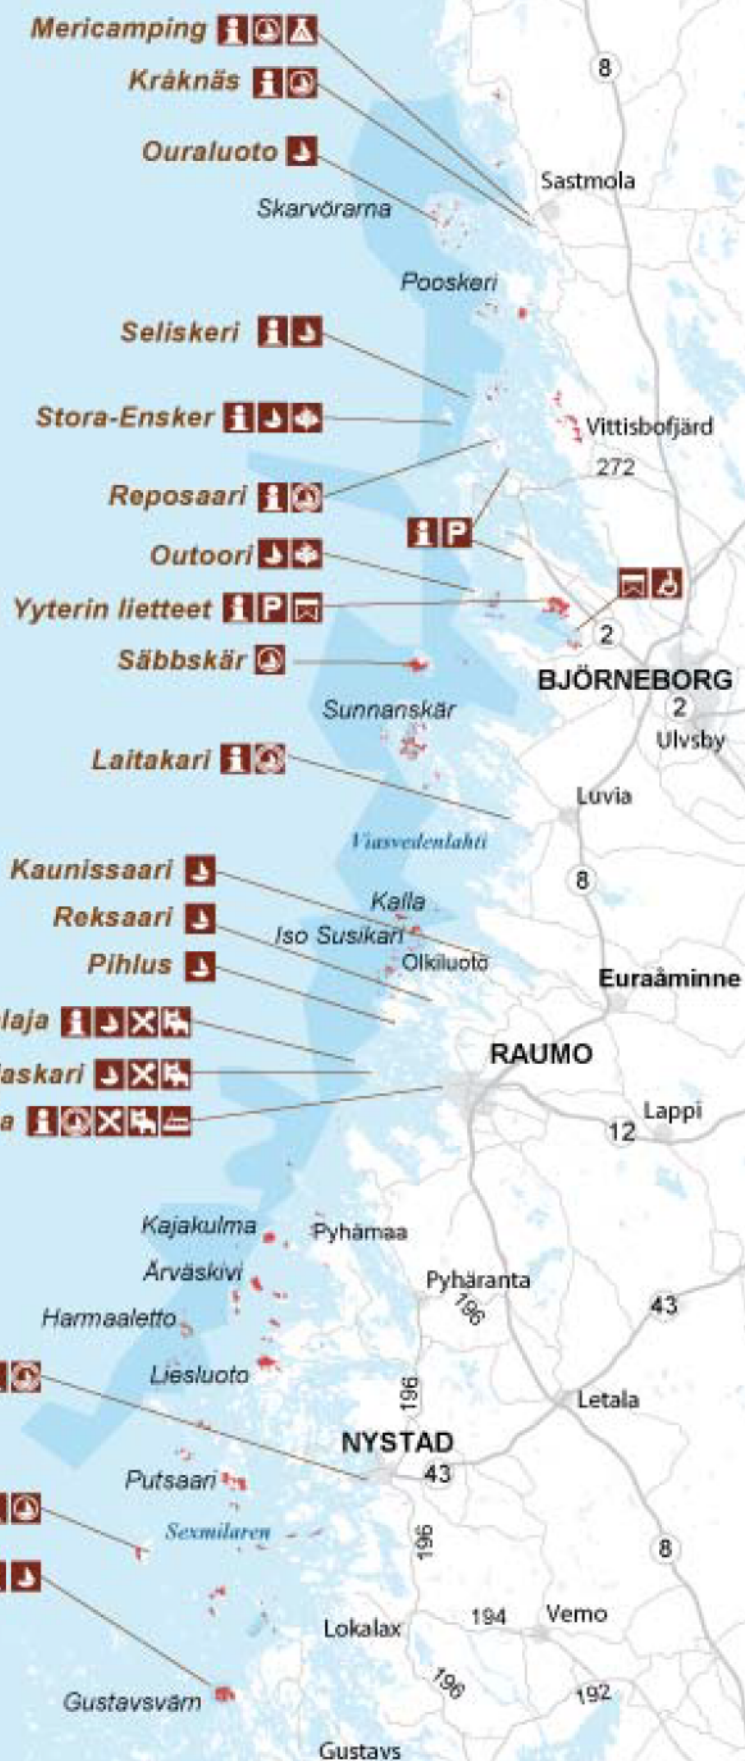 Mericamping
8
Kråknäs
Ouraluoto
Sastmola
Skarvörarna
Pooskeri
Seliskeri
Stora-Ensker
Vittisbofjärd
272
Reposaari
P
Outoori
Yyterin lietteet P
2
Säbbskär
BJÖRNEBORG
Sunnanskär
2
Ulvsby
Laitakari
Luvia
Viasvedenlahti
Kaunissaari
8
Kalla
Reksaari
Iso Susikari
Pihlus
Olkiluoto
Euraåminne
laja
RAUMO
askari
Lappi
a
12
Kajakulma
Pyhämaa
Ärväskivi
Pyhäranta
196
43
Harmaaletto
Liesluoto
196
Letala
NYSTAD
43
Putsaari
Sexmilaren
196
8
Lokalax
194
Vemo
196
192
Gustavsvärn
Gustavs